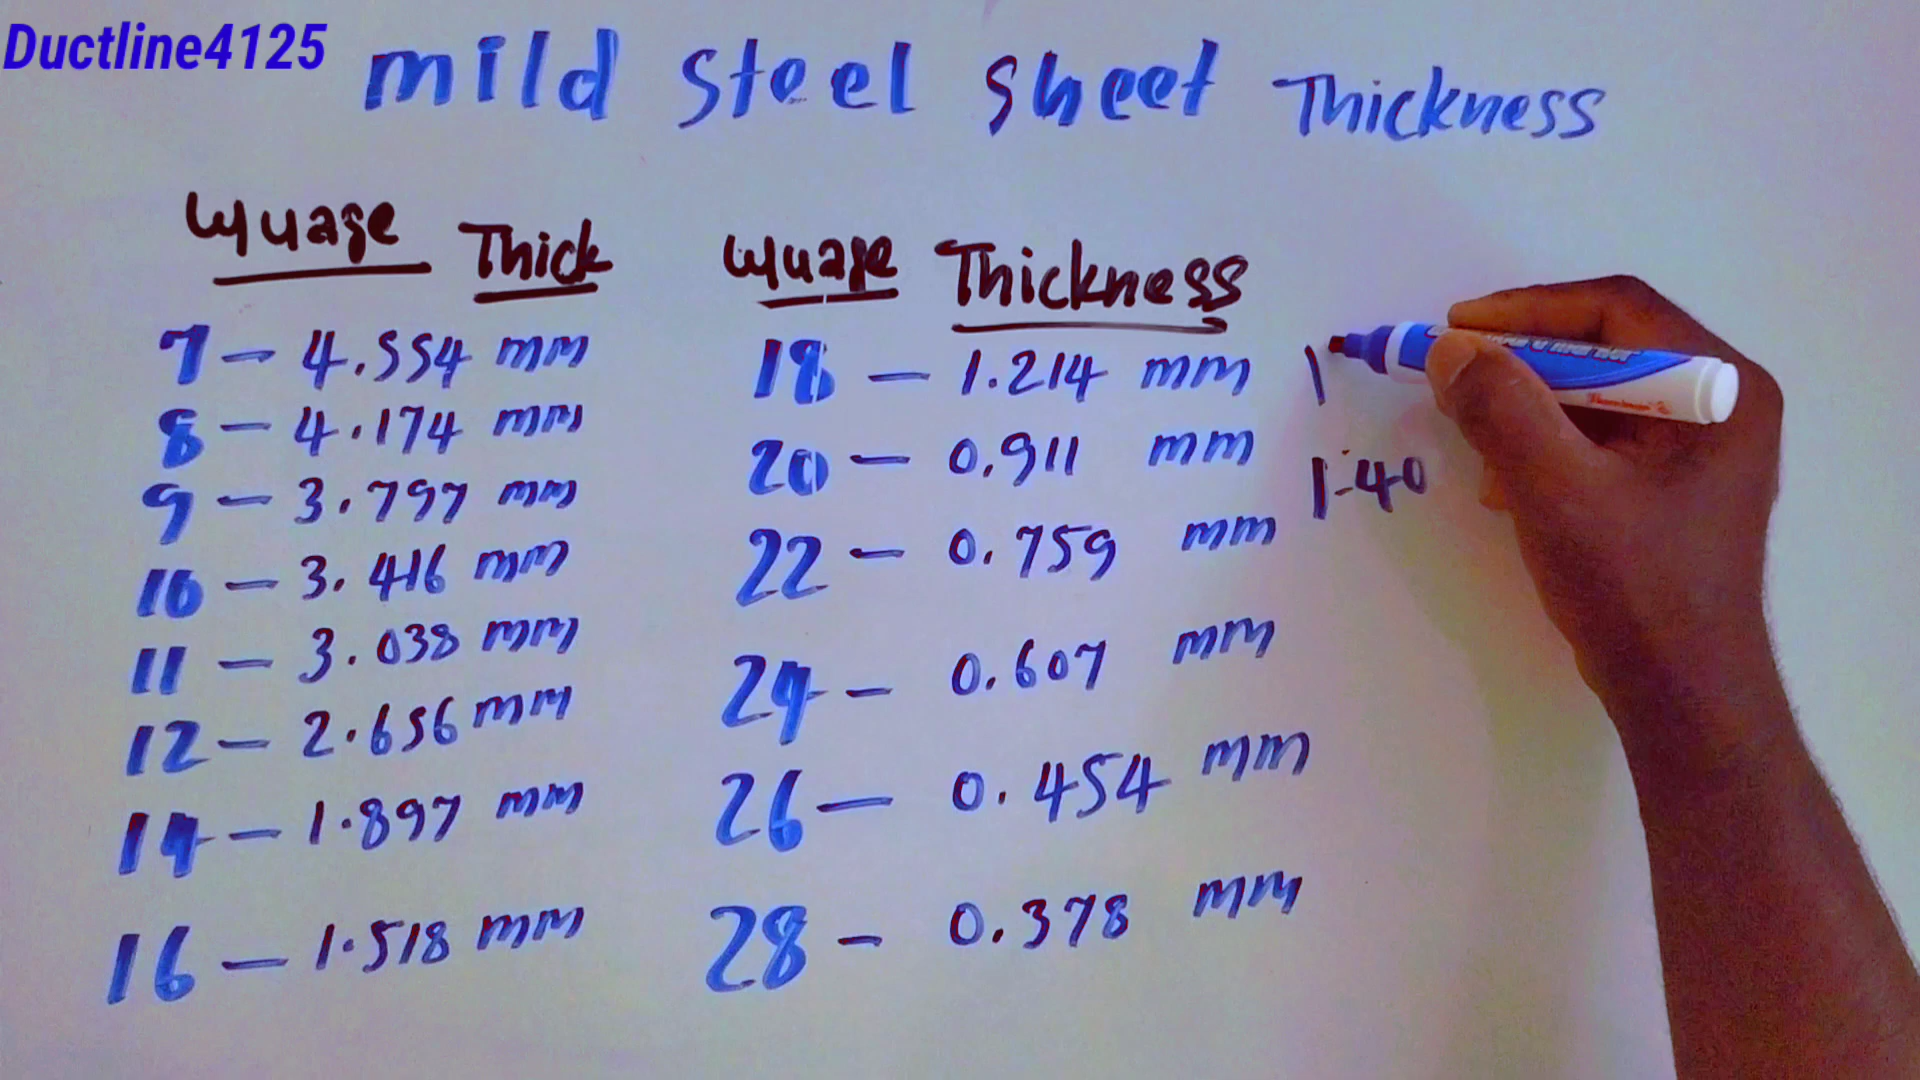 Ductline4125
mild steel sheet Thickness
Guage Thick
7 - 4.554 mm
8 - 4.174 mm
9 - 3.797 mm
10 - 3.416 mm
11 - 3.038 mm
12 - 2.656 mm
14 - 1.897 mm
16 - 1.518 mm
Guage Thickness
18 - 1.214 mm
20 - 0.911 mm
22 - 0.759 mm
24 - 0.607 mm
26 - 0.454 mm
28 - 0.378 mm
1
1.40